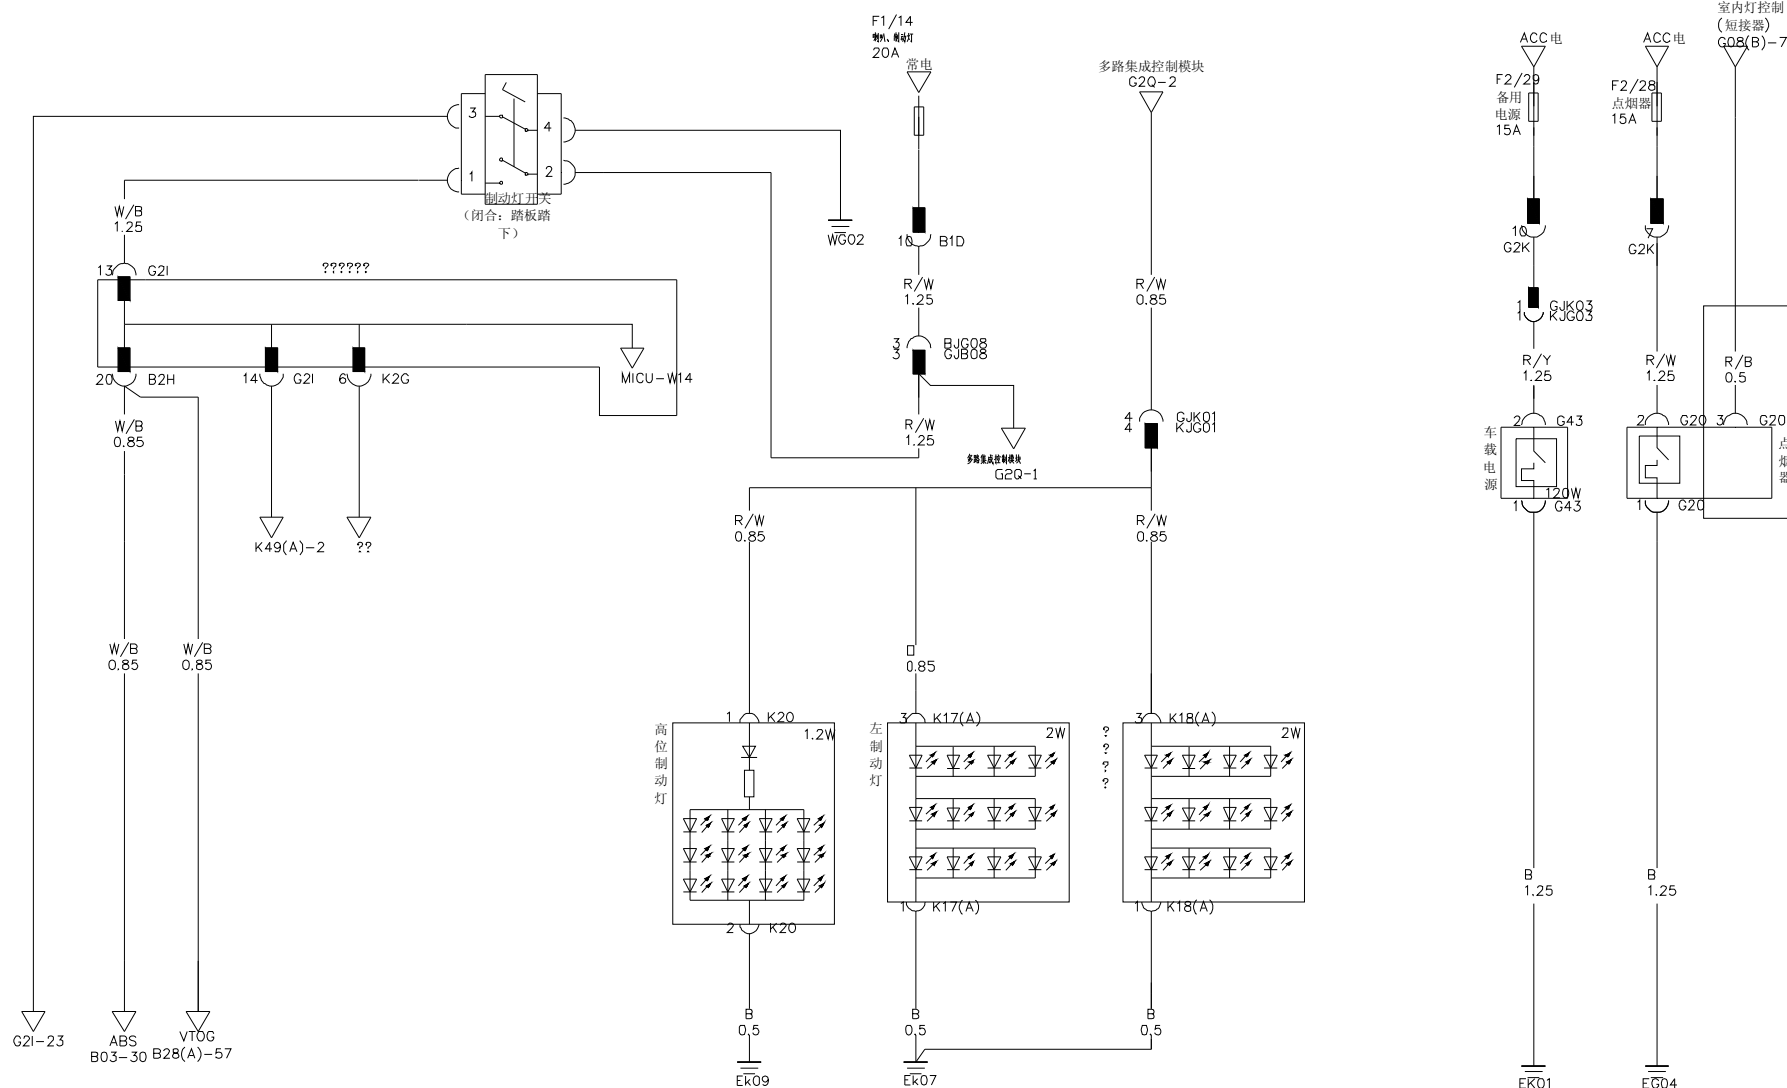 F1/14
喇叭、制动灯
20A
常电
多路集成控制模块
G2Q-2
ACC电
F2/29
备用
电源
15A
ACC电
F2/28
点烟器
15A
室内灯控制
(短接器)
G08(B)-7
3
4
1
2
制动灯开关
（闭合：踏板踏
下）
W/B
1.25
WG02
10
B1D
10
G2K
7
G2K
13
G2I
??????
R/W
1.25
R/W
0.85
1
GJK03
1
KJG03
3
BJG08
3
GJB08
20
B2H
14
G2I
6
K2G
MICU-W14
R/Y
1.25
R/W
1.25
R/B
0.5
W/B
0.85
R/W
1.25
4
GJK01
4
KJG01
多路集成控制模块
G2Q-1
2
G43
2
G20
3
G20
车载电源
120W
点烟器
1
G43
1
G20
K49(A)-2
??
R/W
0.85
R/W
0.85
W/B
0.85
W/B
0.85
0.85
1
K20
3
K17(A)
3
K18(A)
高位制动灯
1.2W
左制动灯
2W
????
2W
2
K20
1
K17(A)
1
K18(A)
B
1.25
B
1.25
B
0.5
B
0.5
B
0.5
G2I-23
ABS
B03-30
VTOG
B28(A)-57
Ek09
Ek07
EK01
EG04